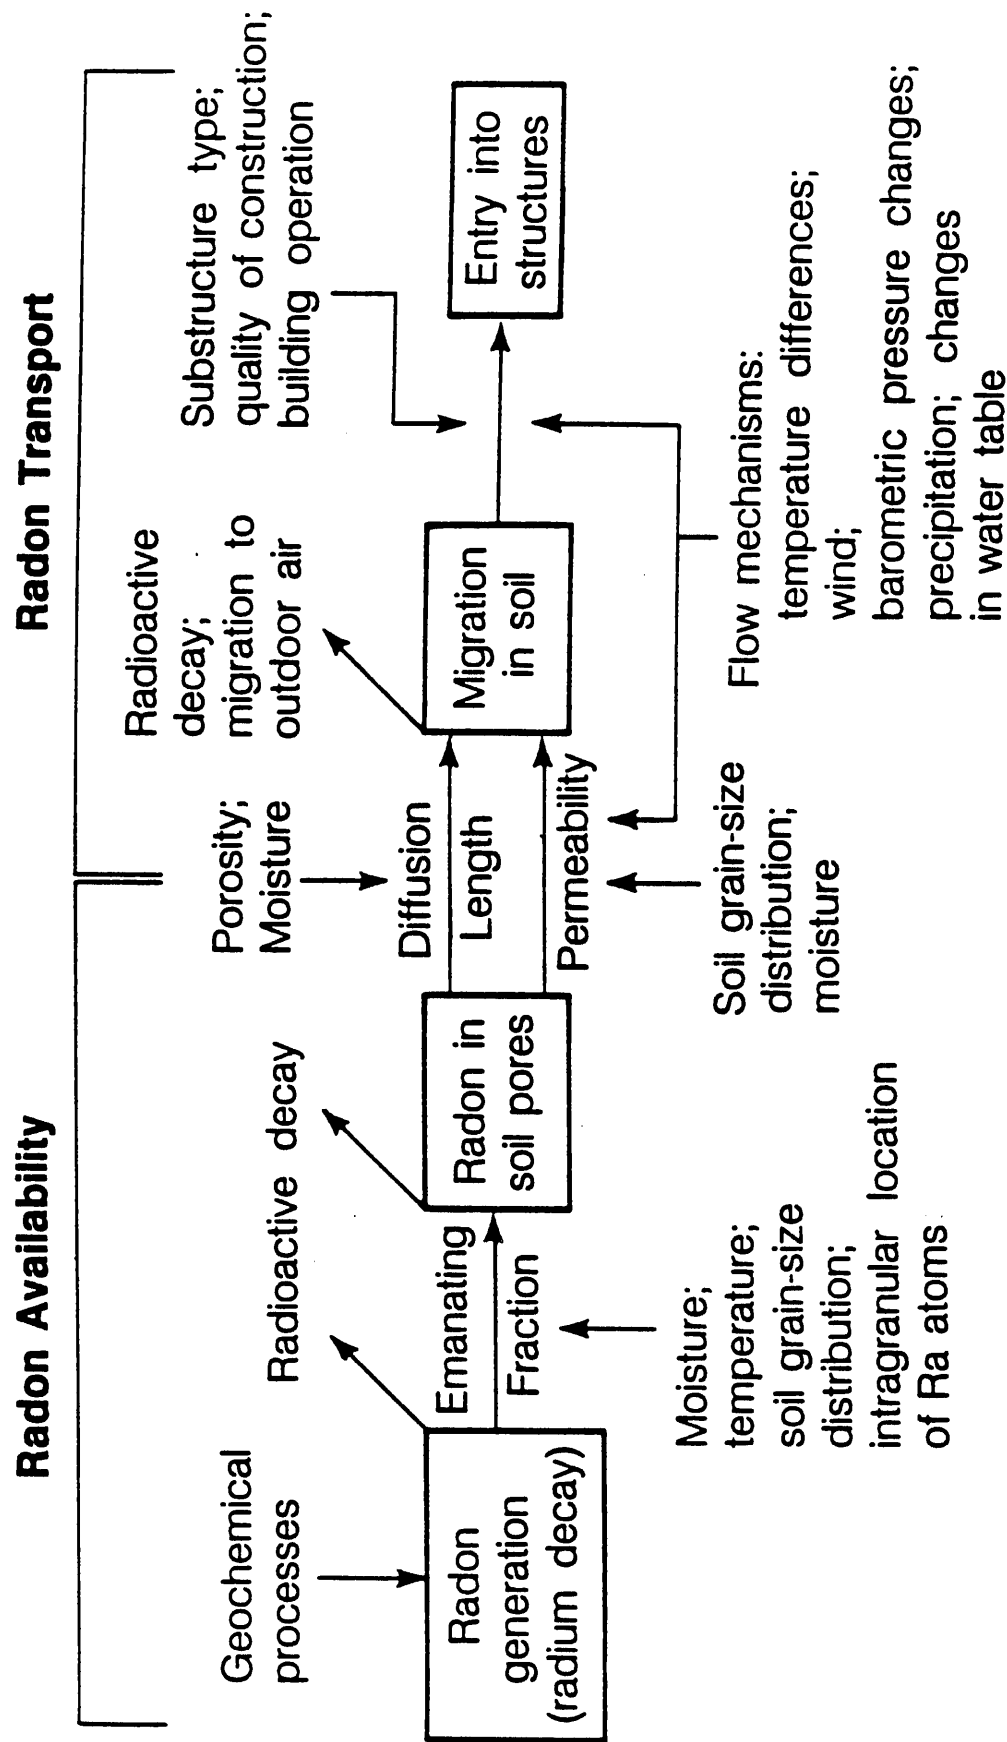 Radon Availability
Radon Transport
Geochemical
processes
Radioactive decay
Porosity;
Moisture
Radioactive
decay;
migration to
outdoor air
Substructure type;
quality of construction;
building operation
Radon
generation
(radium decay)
Emanating
Fraction
Radon in
soil pores
Diffusion
Length
Permeability
Migration
in soil
Entry into
structures
Moisture;
temperature;
soil grain-size
distribution;
intragranular location
of Ra atoms
Soil grain-size
distribution;
moisture
Flow mechanisms:
temperature differences;
wind;
barometric pressure changes;
precipitation; changes
in water table